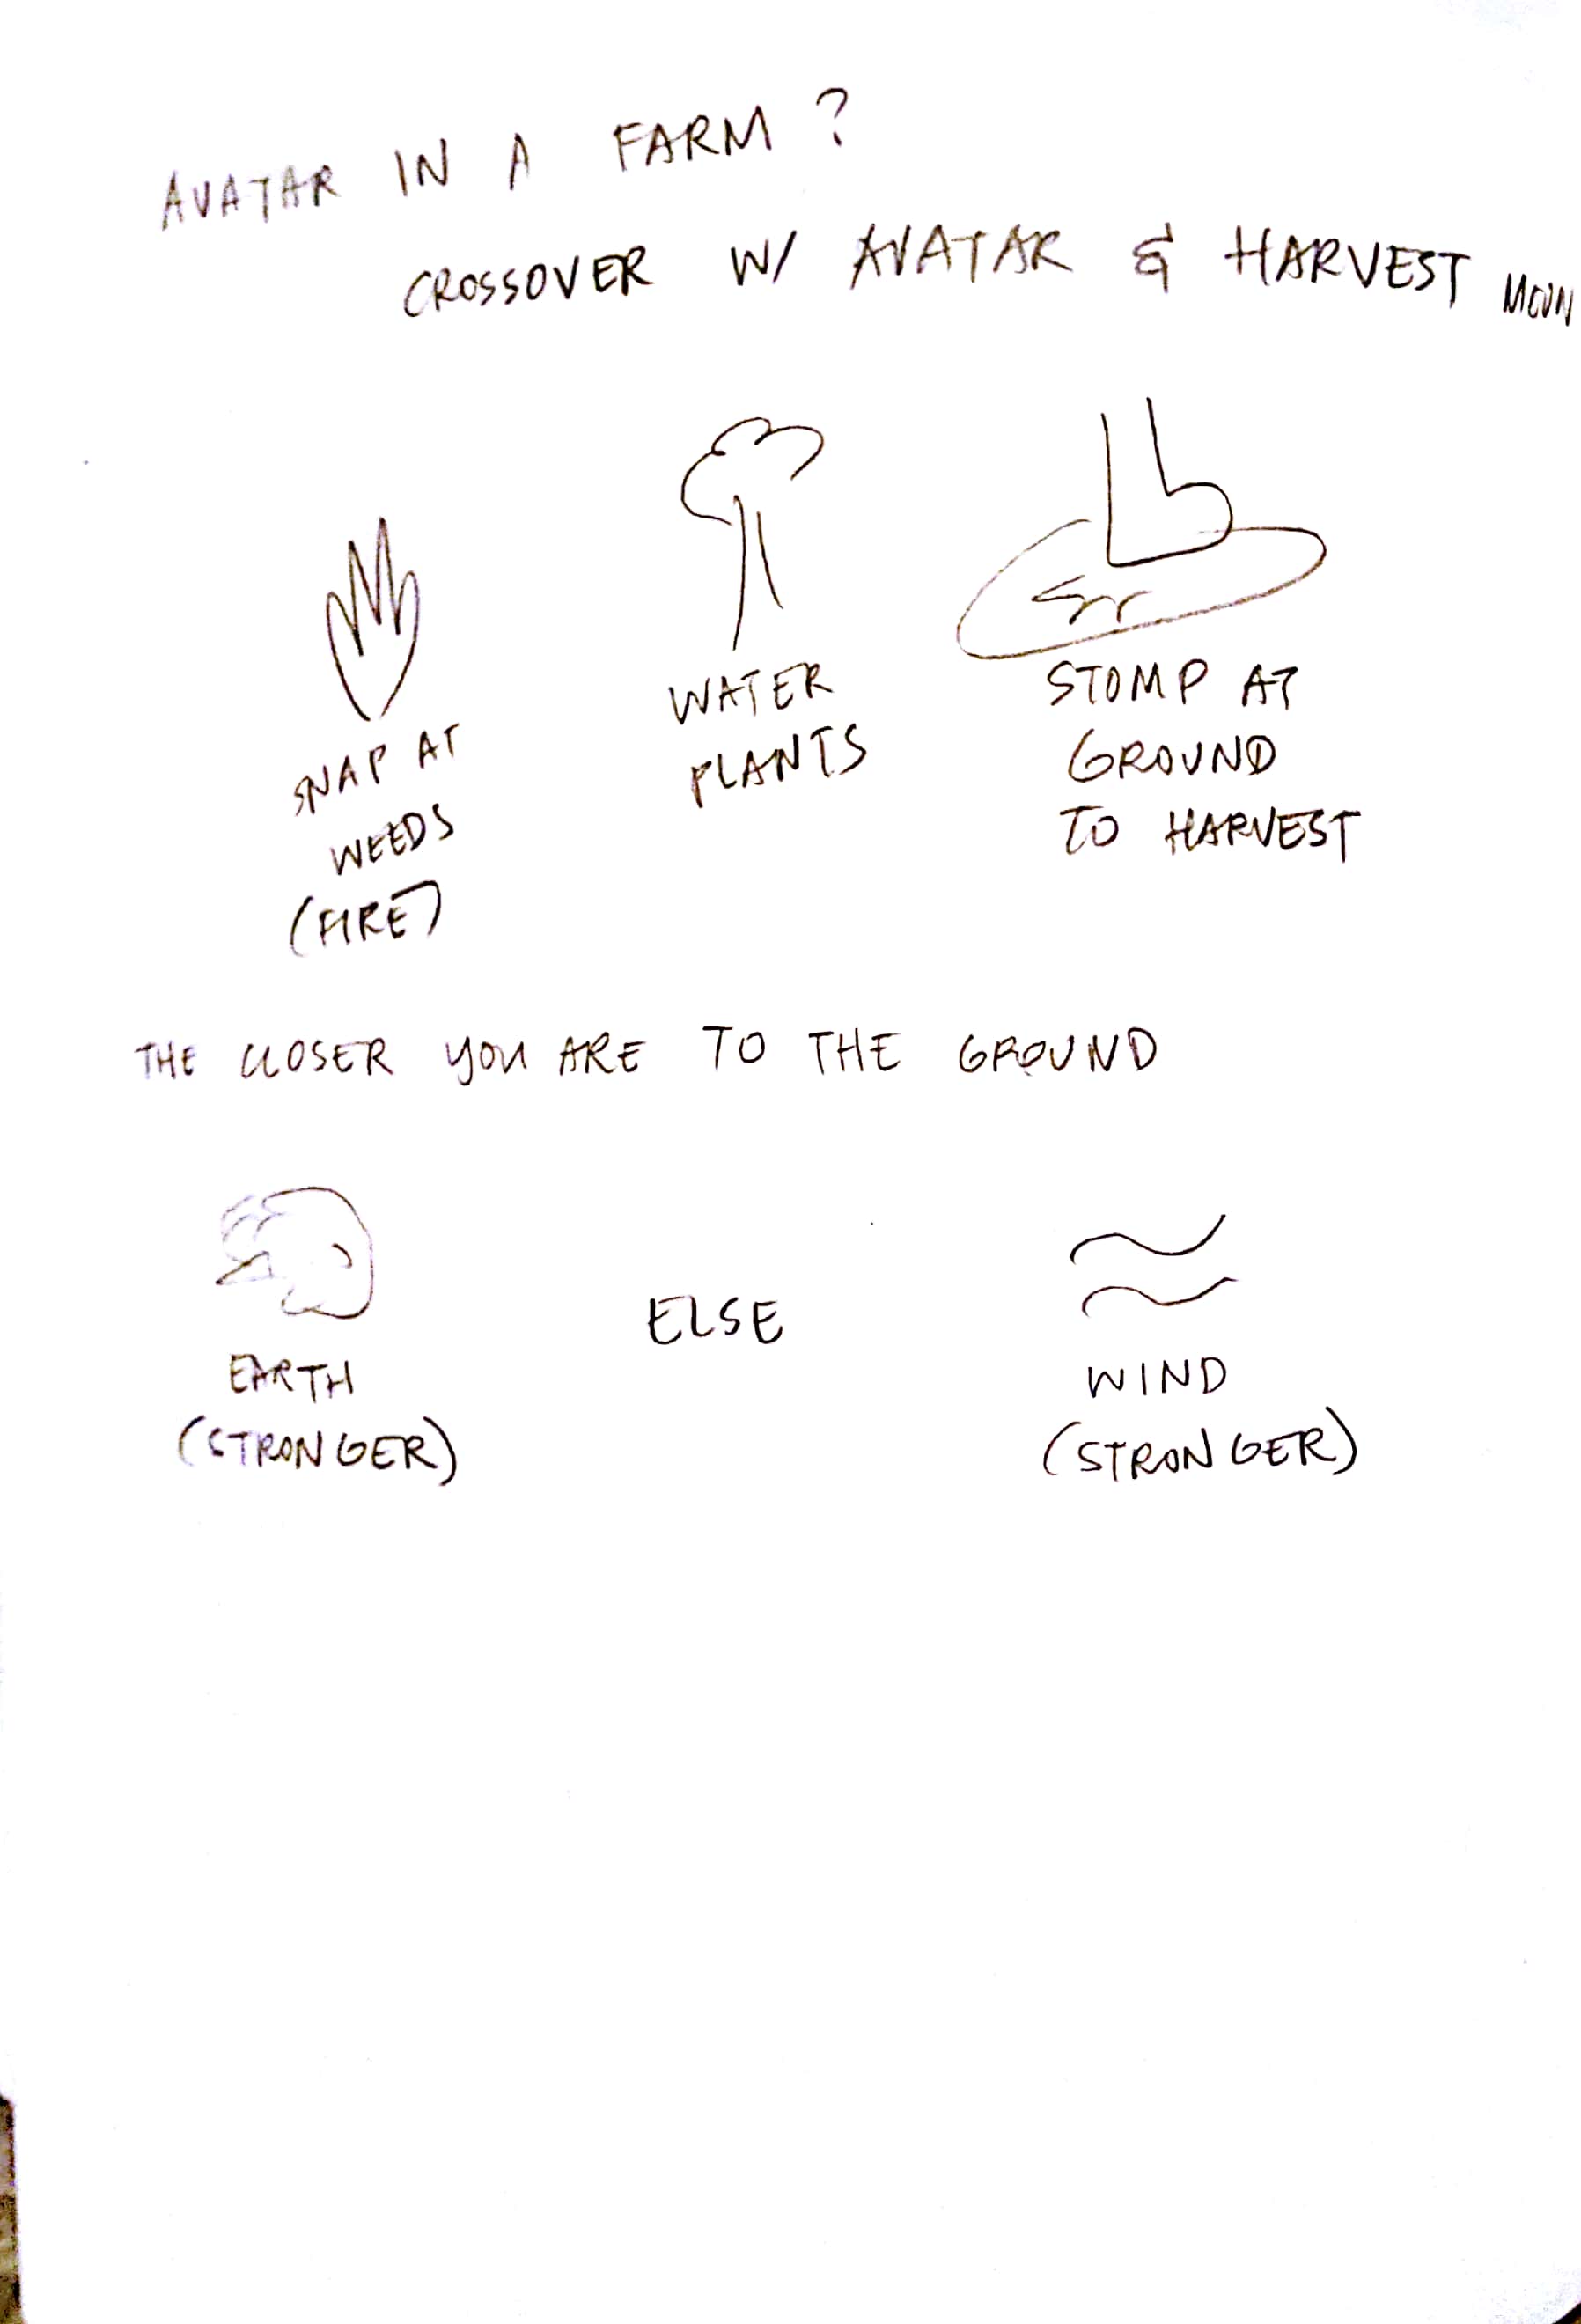 AVATAR IN A FARM ?
CROSSOVER W/ AVATAR & HARVEST MOON
SNAP AT
WEEDS
(FIRE)
WATER
PLANTS
STOMP AT
GROUND
TO HARVEST
THE CLOSER YOU ARE TO THE GROUND
EARTH
(STRONGER)
ELSE
WIND
(STRONGER)